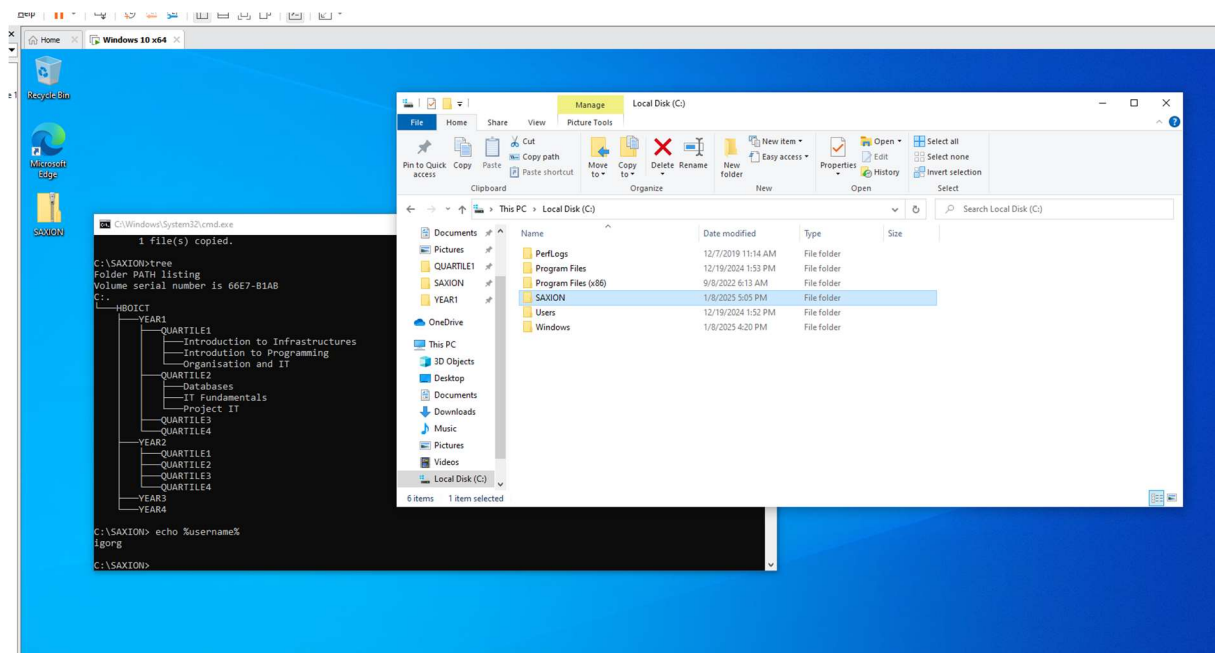 Help
Home
Windows 10 x64
Recycle Bin
Microsoft
Edge
SAXION
C:\Windows\System32\cmd.exe
1 file(s) copied.
C:\SAXION>tree
Folder PATH listing
Volume serial number is 66E7-B1AB
C:.
└───HBOICT
    ├───YEAR1
    │   ├───QUARTILE1
    │   │   ├───Introduction to Infrastructures
    │   │   ├───Introdution to Programming
    │   │   └───Organisation and IT
    │   ├───QUARTILE2
    │   │   ├───Databases
    │   │   ├───IT Fundamentals
    │   │   └───Project IT
    │   ├───QUARTILE3
    │   └───QUARTILE4
    ├───YEAR2
    │   ├───QUARTILE1
    │   ├───QUARTILE2
    │   ├───QUARTILE3
    │   └───QUARTILE4
    ├───YEAR3
    └───YEAR4
C:\SAXION> echo %username%
igorg
C:\SAXION>
Manage Local Disk (C:)
File Home Share View Picture Tools
Pin to Quick access
Copy
Paste
Cut
Copy path
Paste shortcut
Clipboard
Move to
Copy to
Delete
Rename
Organize
New folder
New item
Easy access
New
Properties
Open
Edit
History
Open
Select all
Select none
Invert selection
Select
This PC > Local Disk (C:)
Search Local Disk (C:)
Documents
Pictures
QUARTILE1
SAXION
YEAR1
OneDrive
This PC
3D Objects
Desktop
Documents
Downloads
Music
Pictures
Videos
Local Disk (C:)
Name Date modified Type Size
PerfLogs 12/7/2019 11:14 AM File folder
Program Files 12/19/2024 1:53 PM File folder
Program Files (x86) 9/8/2022 6:13 AM File folder
SAXION 1/8/2025 5:05 PM File folder
Users 12/19/2024 1:52 PM File folder
Windows 1/8/2025 4:20 PM File folder
6 items 1 item selected